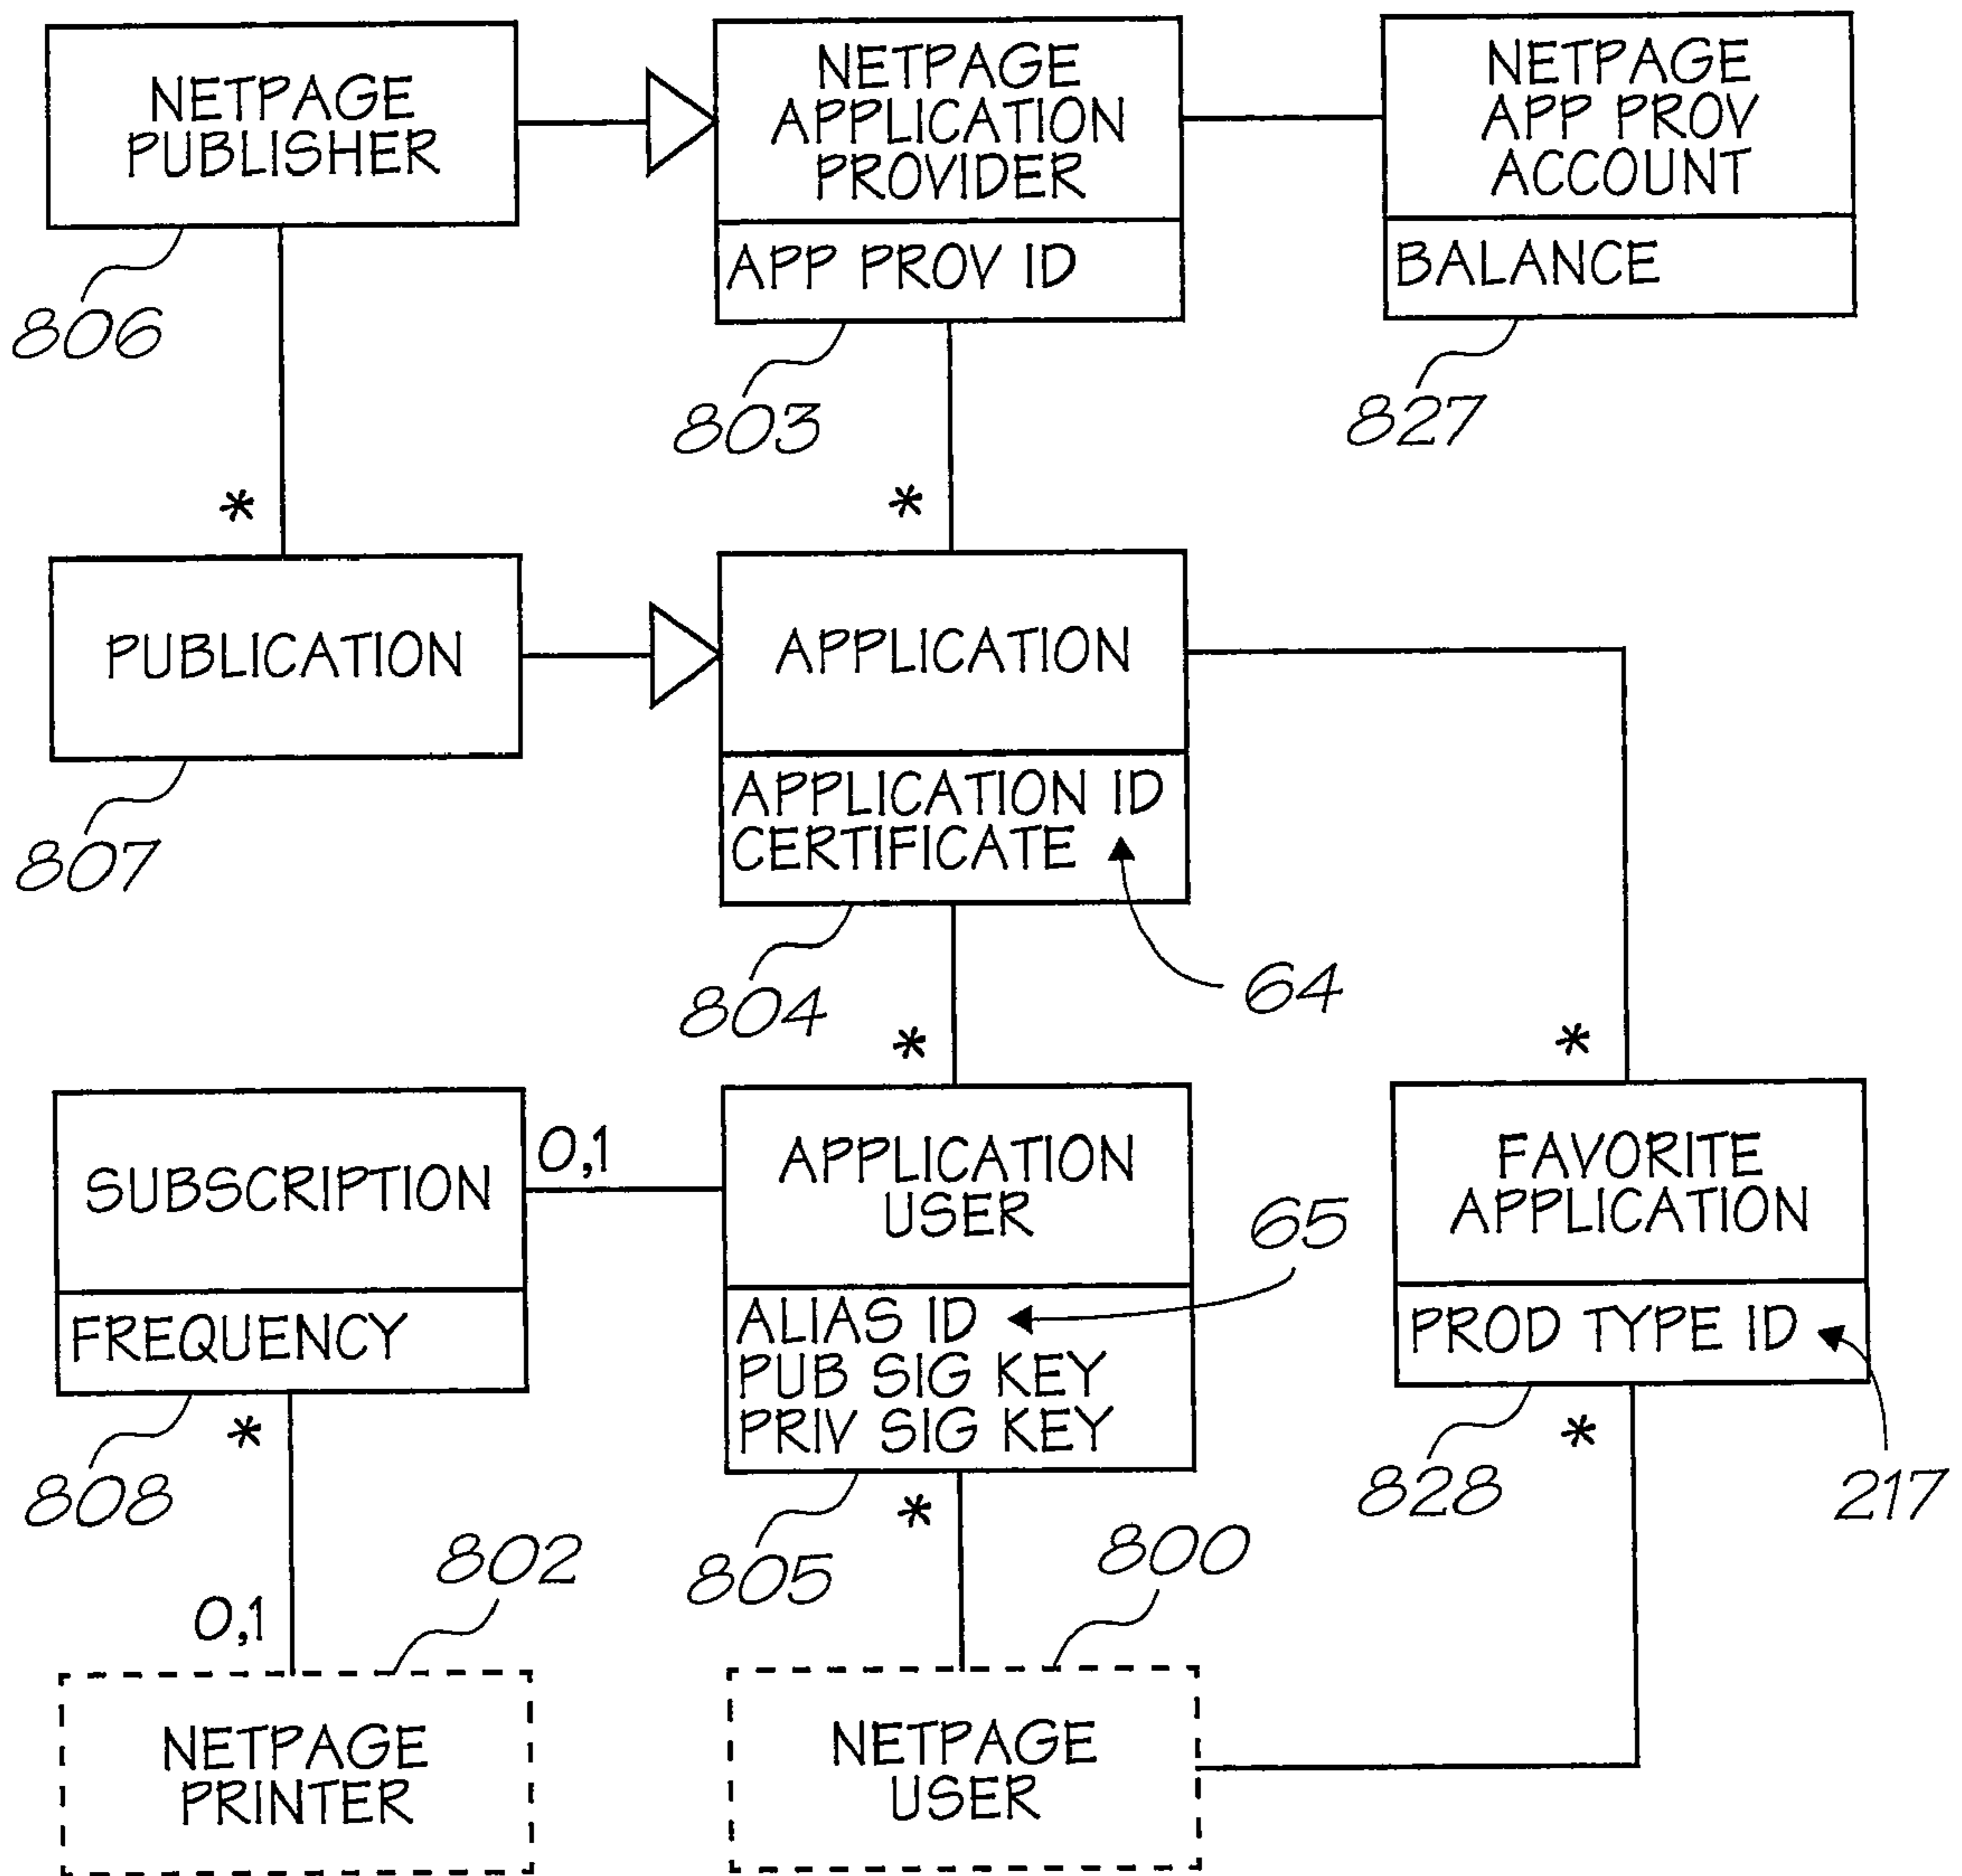 NETPAGE
PUBLISHER
806
NETPAGE
APPLICATION
PROVIDER
APP PROV ID
803
NETPAGE
APP PROV
ACCOUNT
BALANCE
827
*
*
PUBLICATION
807
APPLICATION
APPLICATION ID
CERTIFICATE
804
64
*
*
SUBSCRIPTION
FREQUENCY
0,1
808
*
APPLICATION
USER
ALIAS ID
PUB SIG KEY
PRIV SIG KEY
65
805
*
FAVORITE
APPLICATION
PROD TYPE ID
828
*
217
0,1
802
800
NETPAGE
PRINTER
NETPAGE
USER